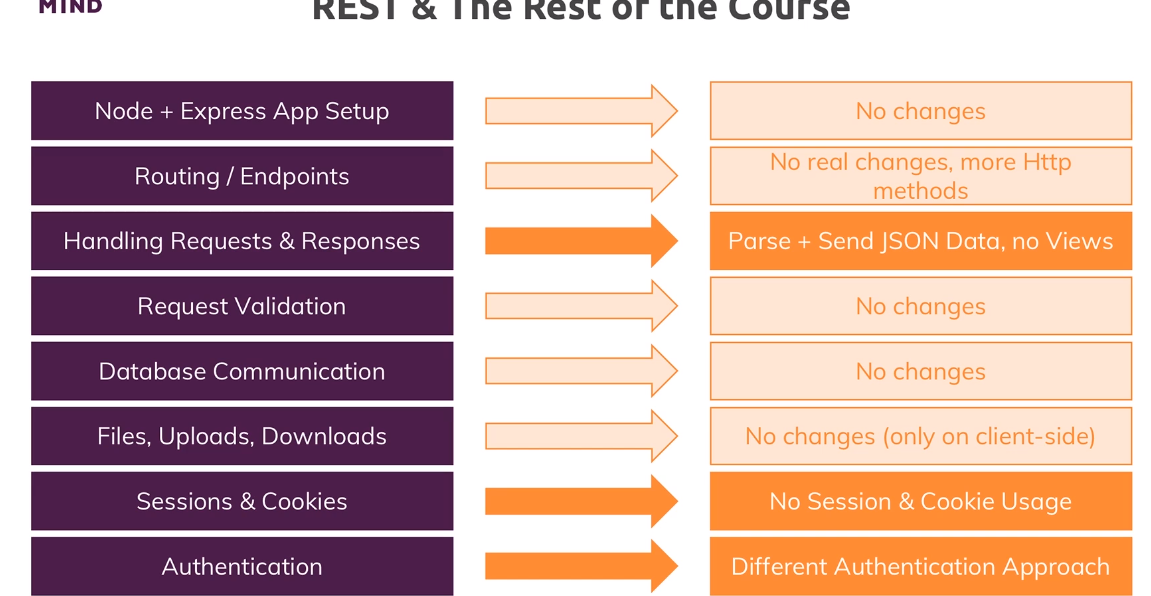 MIND
REST & The Rest of the Course
Node + Express App Setup
No changes
Routing / Endpoints
No real changes, more Http
methods
Handling Requests & Responses
Parse + Send JSON Data, no Views
Request Validation
No changes
Database Communication
No changes
Files, Uploads, Downloads
No changes (only on client-side)
Sessions & Cookies
No Session & Cookie Usage
Authentication
Different Authentication Approach